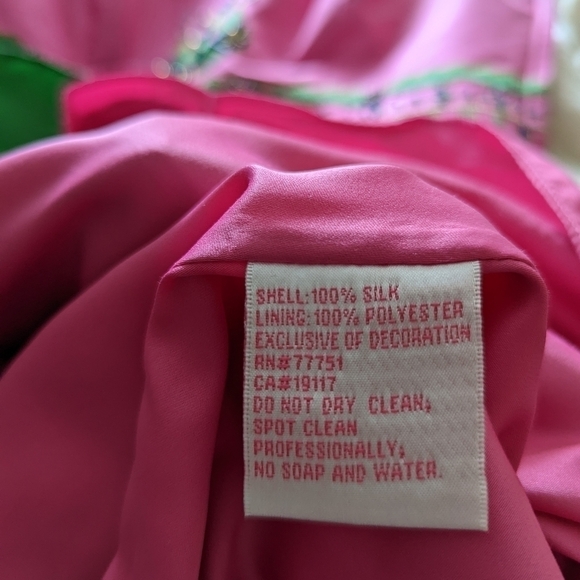 SHELL:100% SILK
LINING:100% POLYESTER
EXCLUSIVE OF DECORATION
RN#77751
CA#19117
DO NOT DRY CLEAN;
SPOT CLEAN
PROFESSIONALLY;
NO SOAP AND WATER.